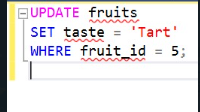 UPDATE fruits
SET taste = 'Tart'
WHERE fruit_id = 5;